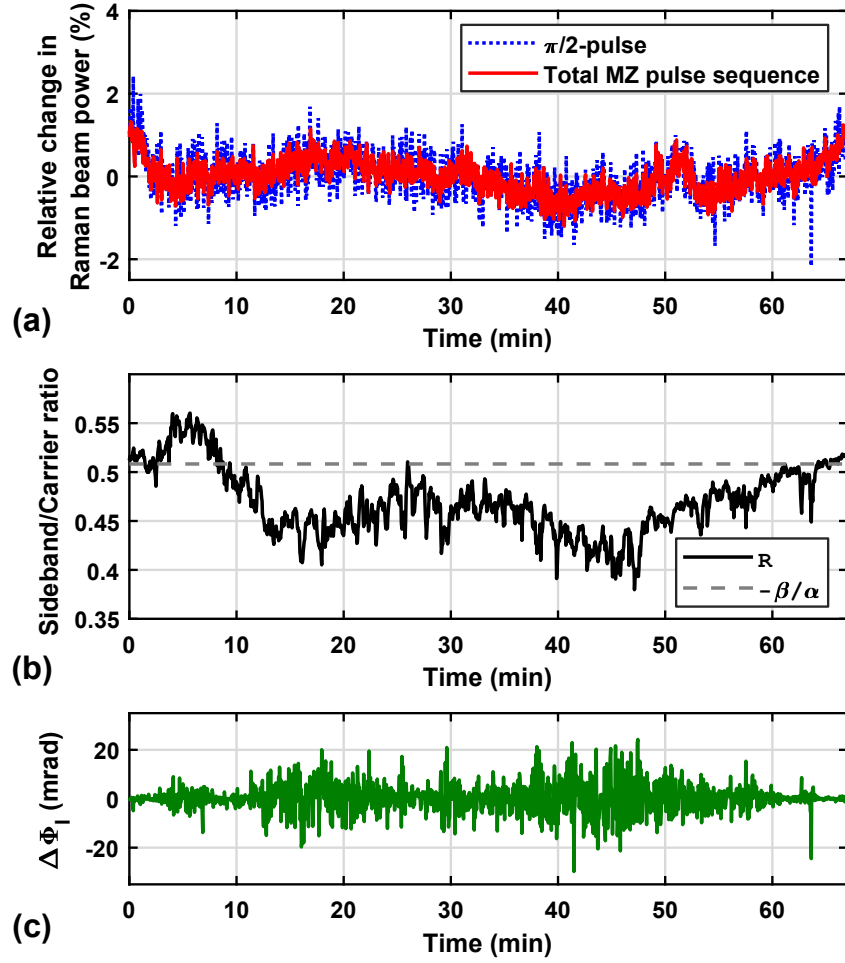 Relative change in
Raman beam power (%)
4
2
0
-2
π/2-pulse
Total MZ pulse sequence
0 10 20 30 40 50 60
Time (min)
(a)
Sideband/Carrier ratio
0.55
0.5
0.45
0.4
0.35
R
-β/α
0 10 20 30 40 50 60
Time (min)
(b)
ΔΦ_I (mrad)
20
0
-20
0 10 20 30 40 50 60
Time (min)
(c)